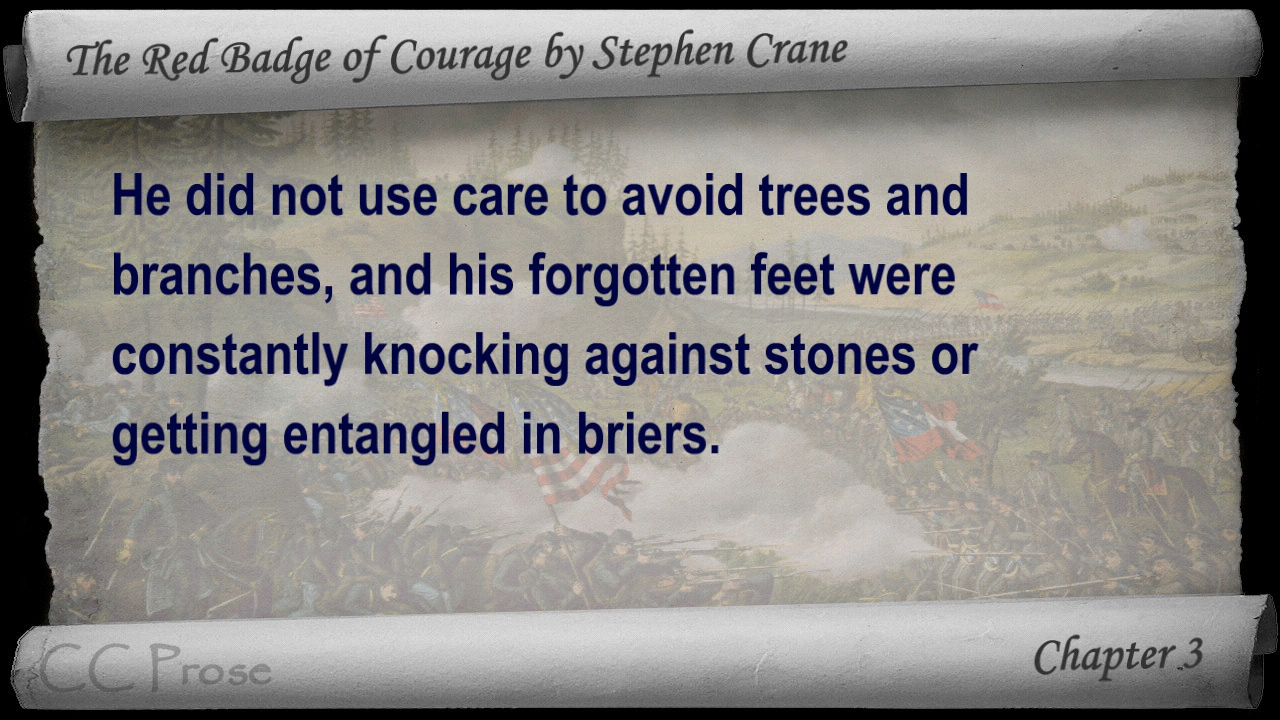 The Red Badge of Courage by Stephen Crane
He did not use care to avoid trees and
branches, and his forgotten feet were
constantly knocking against stones or
getting entangled in briers.
CC Prose
Chapter 3